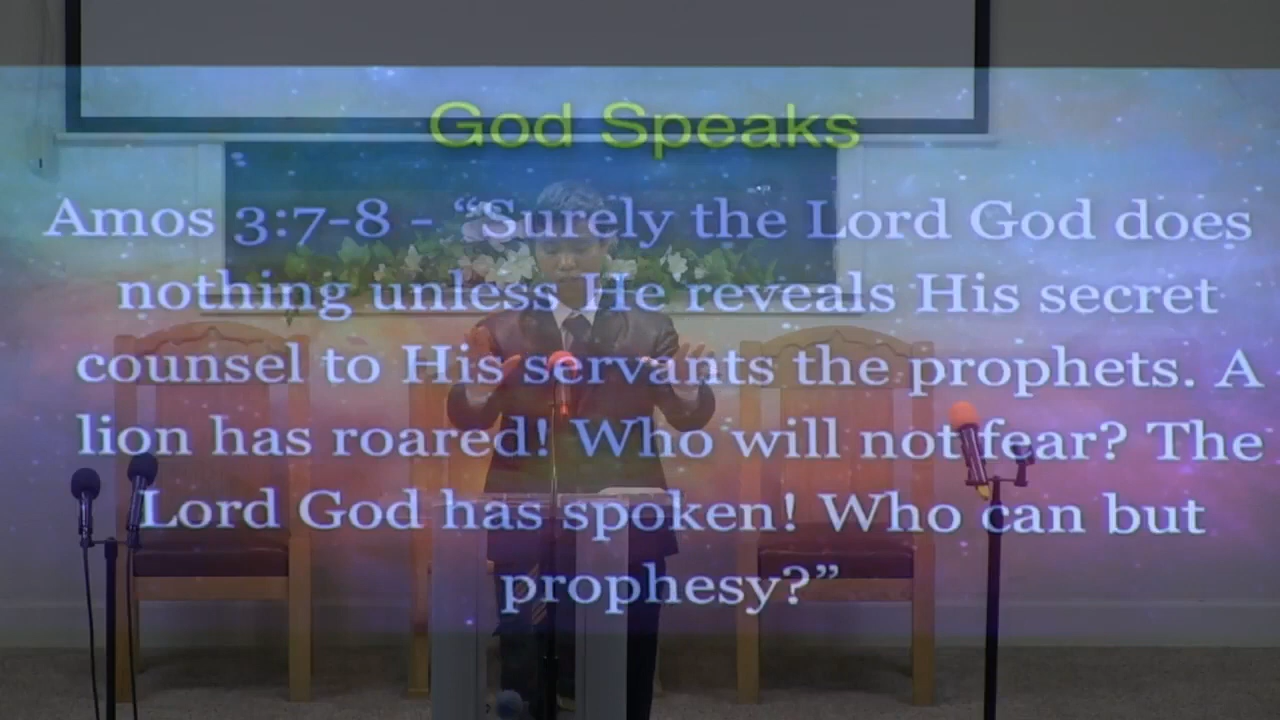 God Speaks
Amos 3:7-8 - “Surely the Lord God does
nothing unless He reveals His secret
counsel to His servants the prophets. A
lion has roared! Who will not fear? The
Lord God has spoken! Who can but
prophesy?”